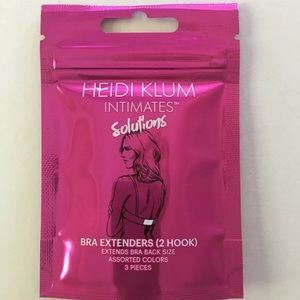 HEIDI KLUM
INTIMATES™
Solutions
BRA EXTENDERS (2 HOOK)
EXTENDS BRA BACK SIZE
ASSORTED COLORS
3 PIECES